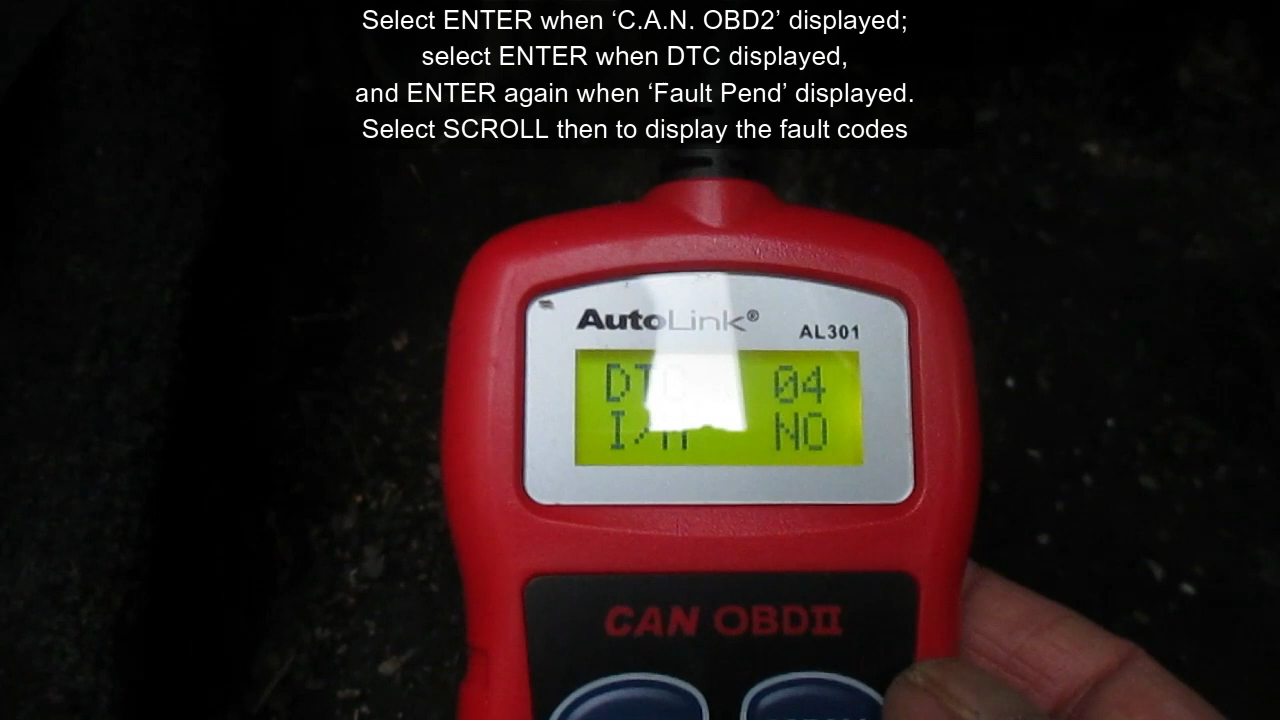 Select ENTER when ‘C.A.N. OBD2’ displayed;
select ENTER when DTC displayed,
and ENTER again when ‘Fault Pend’ displayed.
Select SCROLL then to display the fault codes
AutoLink®
AL301
DTC 04
NO
CAN OBDII